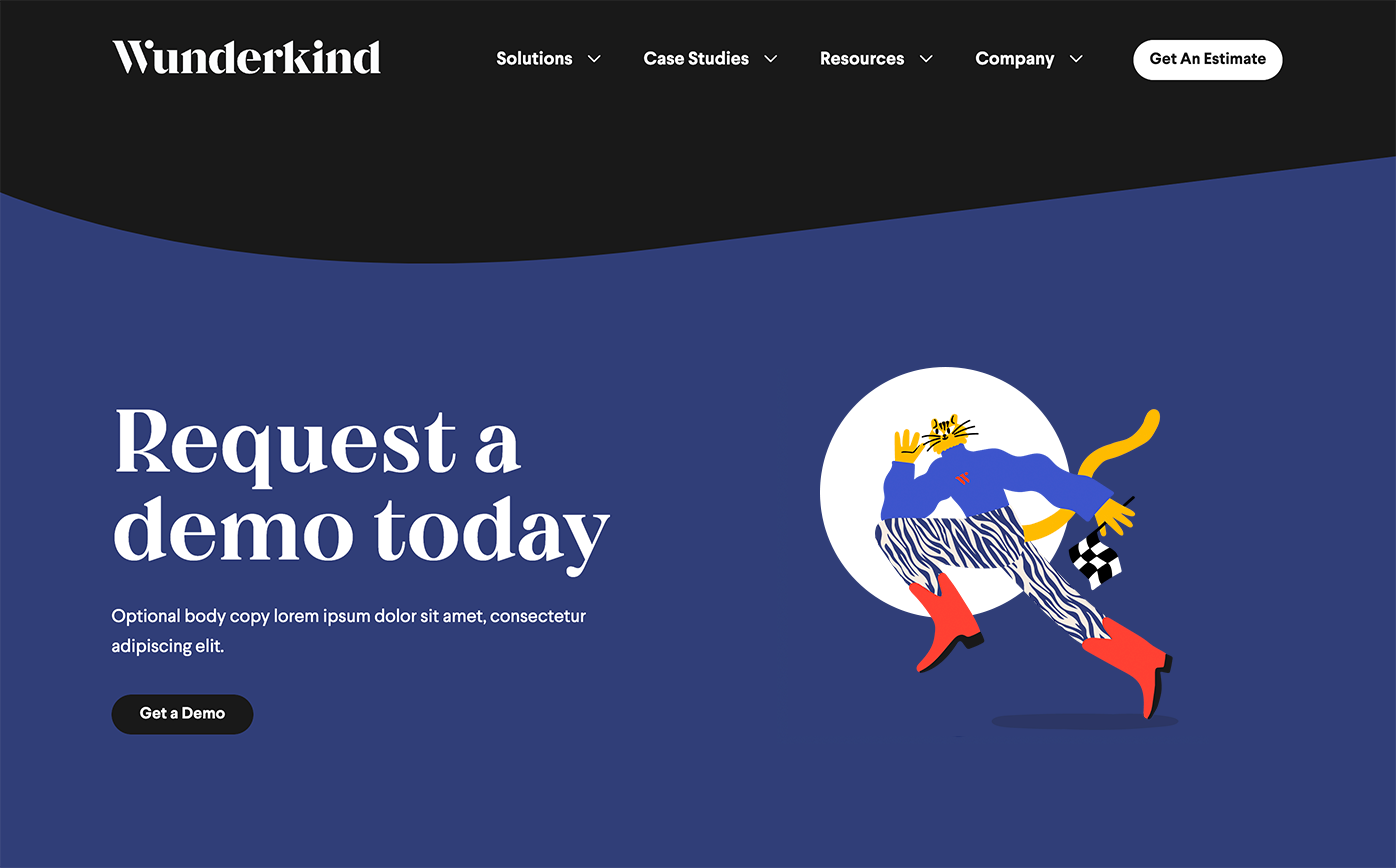 Wunderkind
Solutions
Case Studies
Resources
Company
Get An Estimate
Request a
demo today
Optional body copy lorem ipsum dolor sit amet, consectetur
adipiscing elit.
Get a Demo